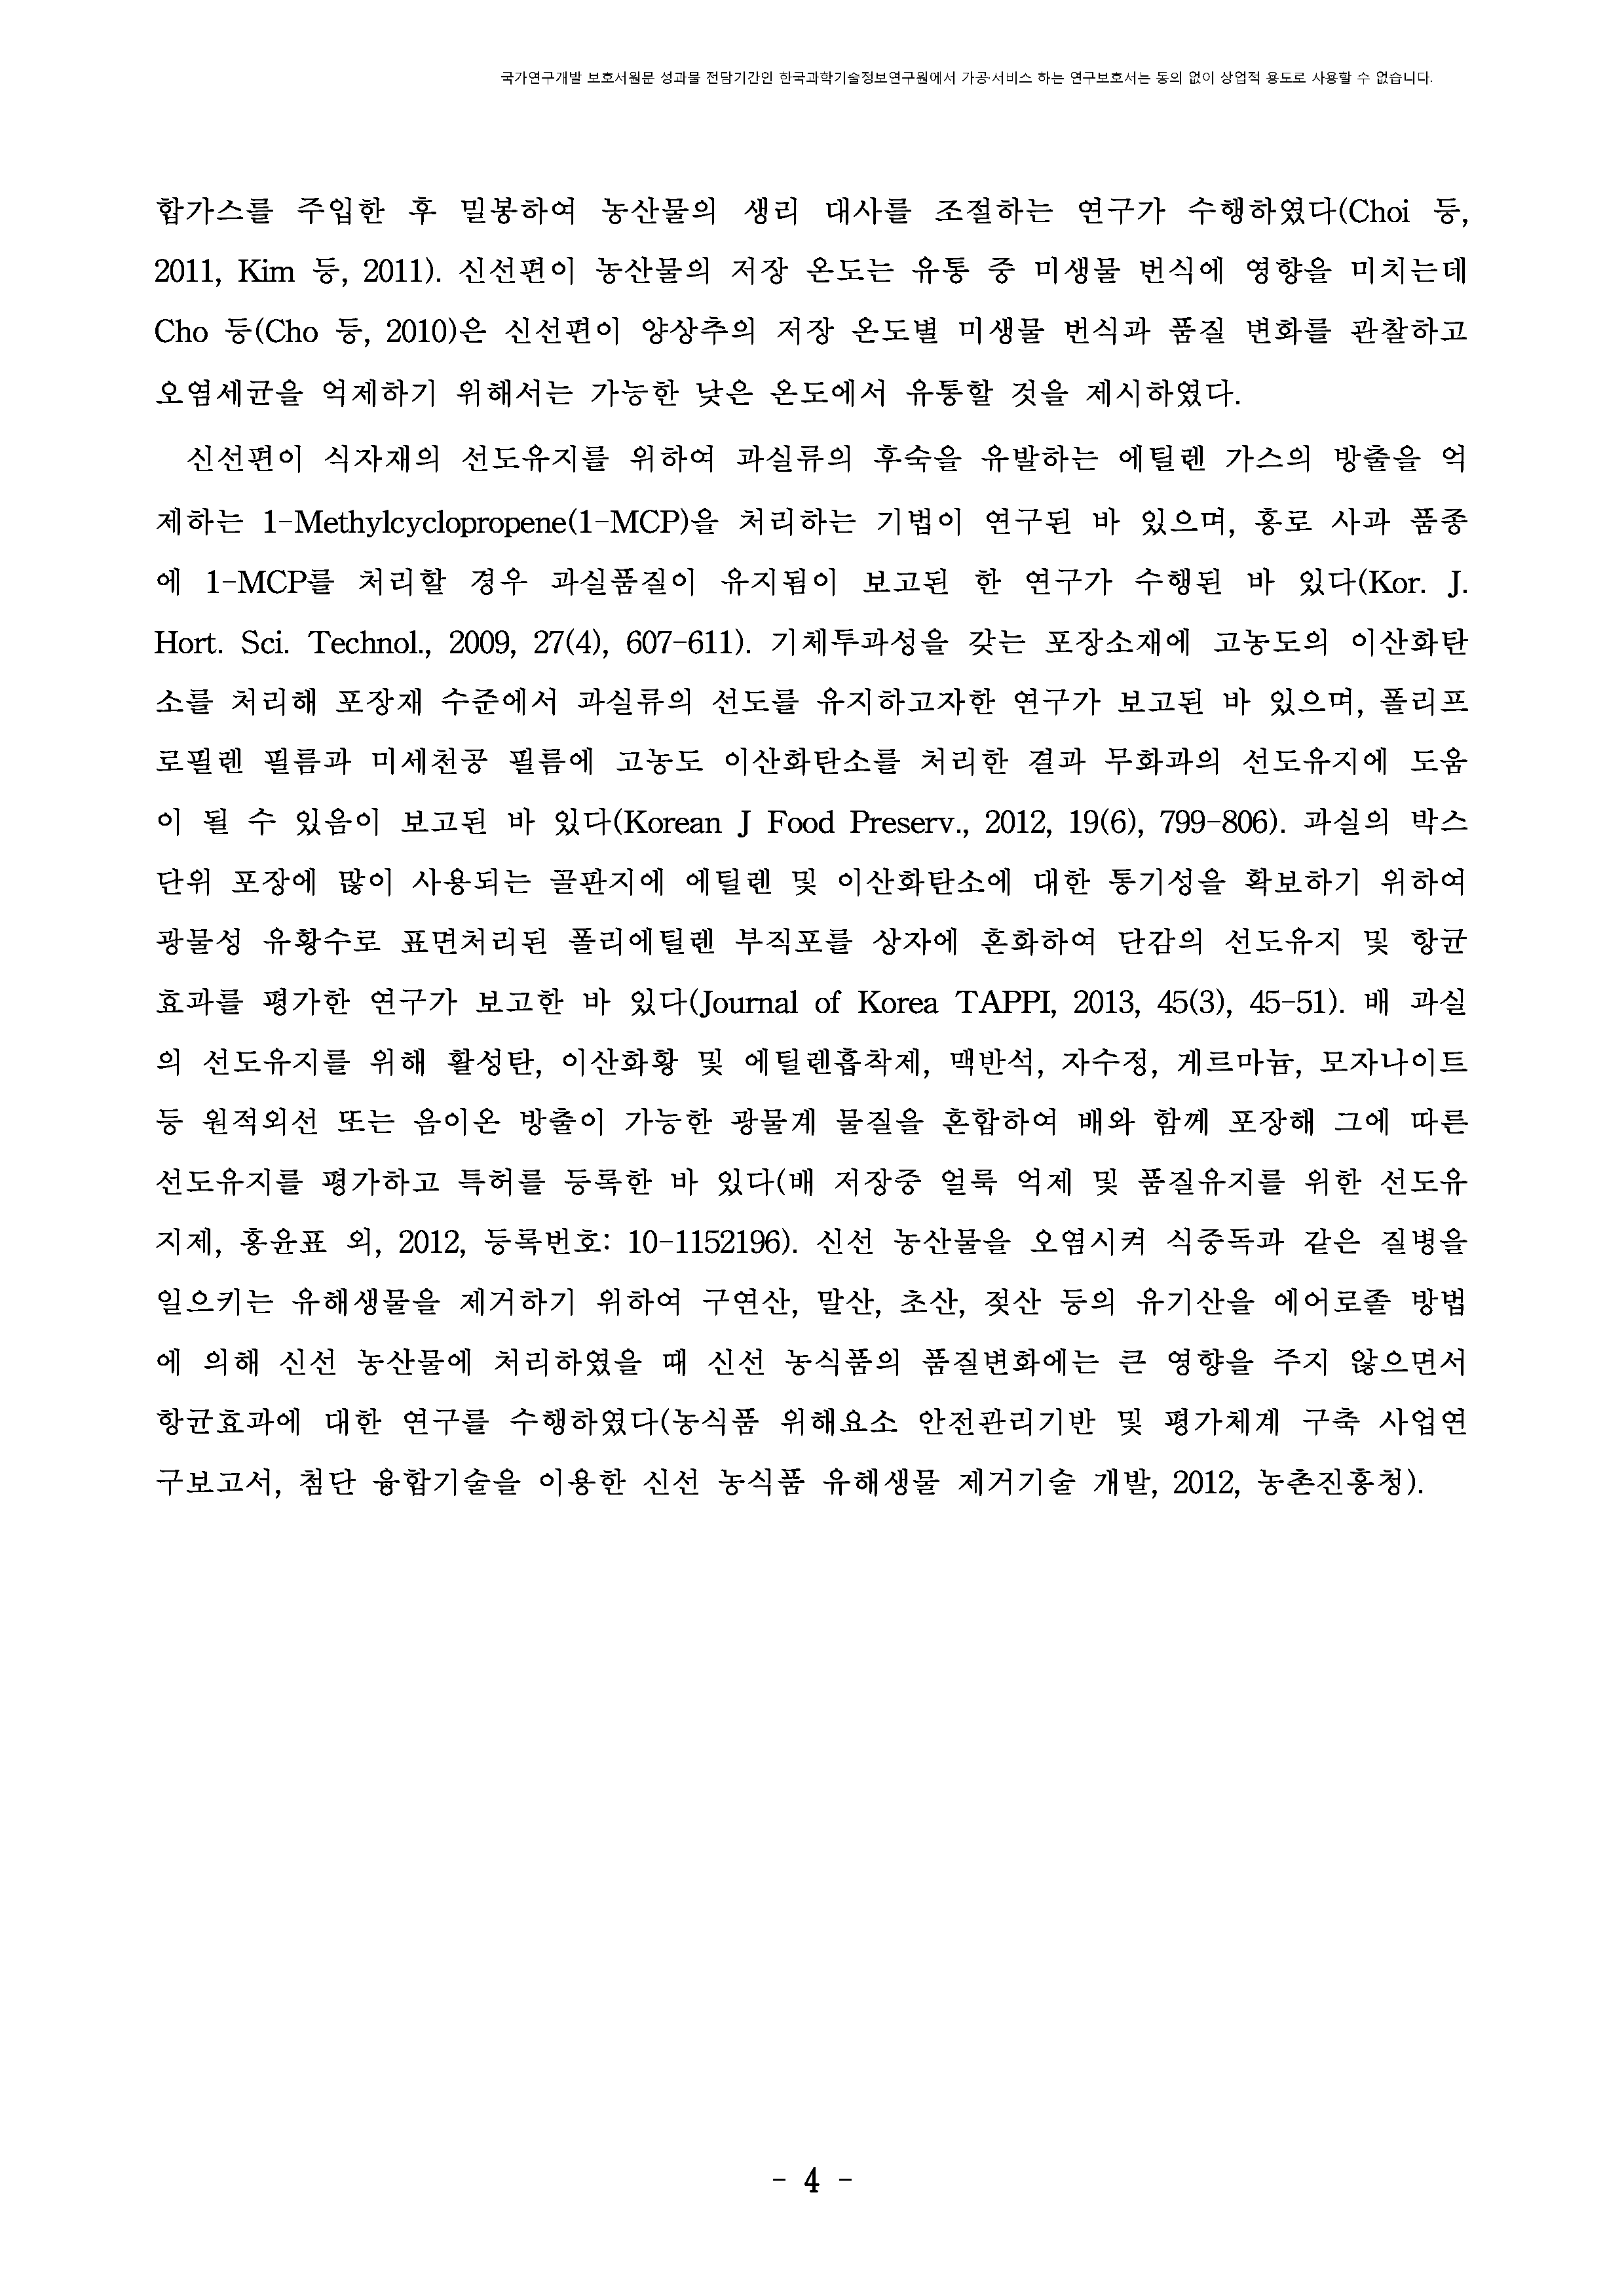 국가연구개발 보호서원문 성과물 전담기간인 한국과학기술정보연구원에서 가공·서비스 하는 연구보호서는 동의 없이 상업적 용도로 사용할 수 없습니다.
합가스를 주입한 후 밀봉하여 농산물의 생리 대사를 조절하는 연구가 수행하였다(Choi 등,
2011, Kim 등, 2011). 신선편이 농산물의 저장 온도는 유통 중 미생물 번식에 영향을 미치는데
Cho 등(Cho 등, 2010)은 신선편이 양상추의 저장 온도별 미생물 번식과 품질 변화를 관찰하고
오염세균을 억제하기 위해서는 가능한 낮은 온도에서 유통할 것을 제시하였다.
신선편이 식자재의 선도유지를 위하여 과실류의 후숙을 유발하는 에틸렌 가스의 방출을 억
제하는 1-Methylcyclopropene(1-MCP)을 처리하는 기법이 연구된 바 있으며, 홍로 사과 품종
에 1-MCP를 처리할 경우 과실품질이 유지됨이 보고된 한 연구가 수행된 바 있다(Kor. J.
Hort. Sci. Technol., 2009, 27(4), 607-611). 기체투과성을 갖는 포장소재에 고농도의 이산화탄
소를 처리해 포장재 수준에서 과실류의 선도를 유지하고자한 연구가 보고된 바 있으며, 폴리프
로필렌 필름과 미세천공 필름에 고농도 이산화탄소를 처리한 결과 무화과의 선도유지에 도움
이 될 수 있음이 보고된 바 있다(Korean J Food Preserv., 2012, 19(6), 799-806). 과실의 박스
단위 포장에 많이 사용되는 골판지에 에틸렌 및 이산화탄소에 대한 통기성을 확보하기 위하여
광물성 유황수로 표면처리된 폴리에틸렌 부직포를 상자에 혼화하여 단감의 선도유지 및 항균
효과를 평가한 연구가 보고한 바 있다(Journal of Korea TAPPI, 2013, 45(3), 45-51). 배 과실
의 선도유지를 위해 활성탄, 이산화황 및 에틸렌흡착제, 맥반석, 자수정, 게르마늄, 모자나이트
등 원적외선 또는 음이온 방출이 가능한 광물계 물질을 혼합하여 배와 함께 포장해 그에 따른
선도유지를 평가하고 특허를 등록한 바 있다(배 저장중 얼룩 억제 및 품질유지를 위한 선도유
지제, 홍윤표 외, 2012, 등록번호: 10-1152196). 신선 농산물을 오염시켜 식중독과 같은 질병을
일으키는 유해생물을 제거하기 위하여 구연산, 말산, 초산, 젖산 등의 유기산을 에어로졸 방법
에 의해 신선 농산물에 처리하였을 때 신선 농식품의 품질변화에는 큰 영향을 주지 않으면서
항균효과에 대한 연구를 수행하였다(농식품 위해요소 안전관리기반 및 평가체계 구축 사업연
구보고서, 첨단 융합기술을 이용한 신선 농식품 유해생물 제거기술 개발, 2012, 농촌진흥청).
- 4 -